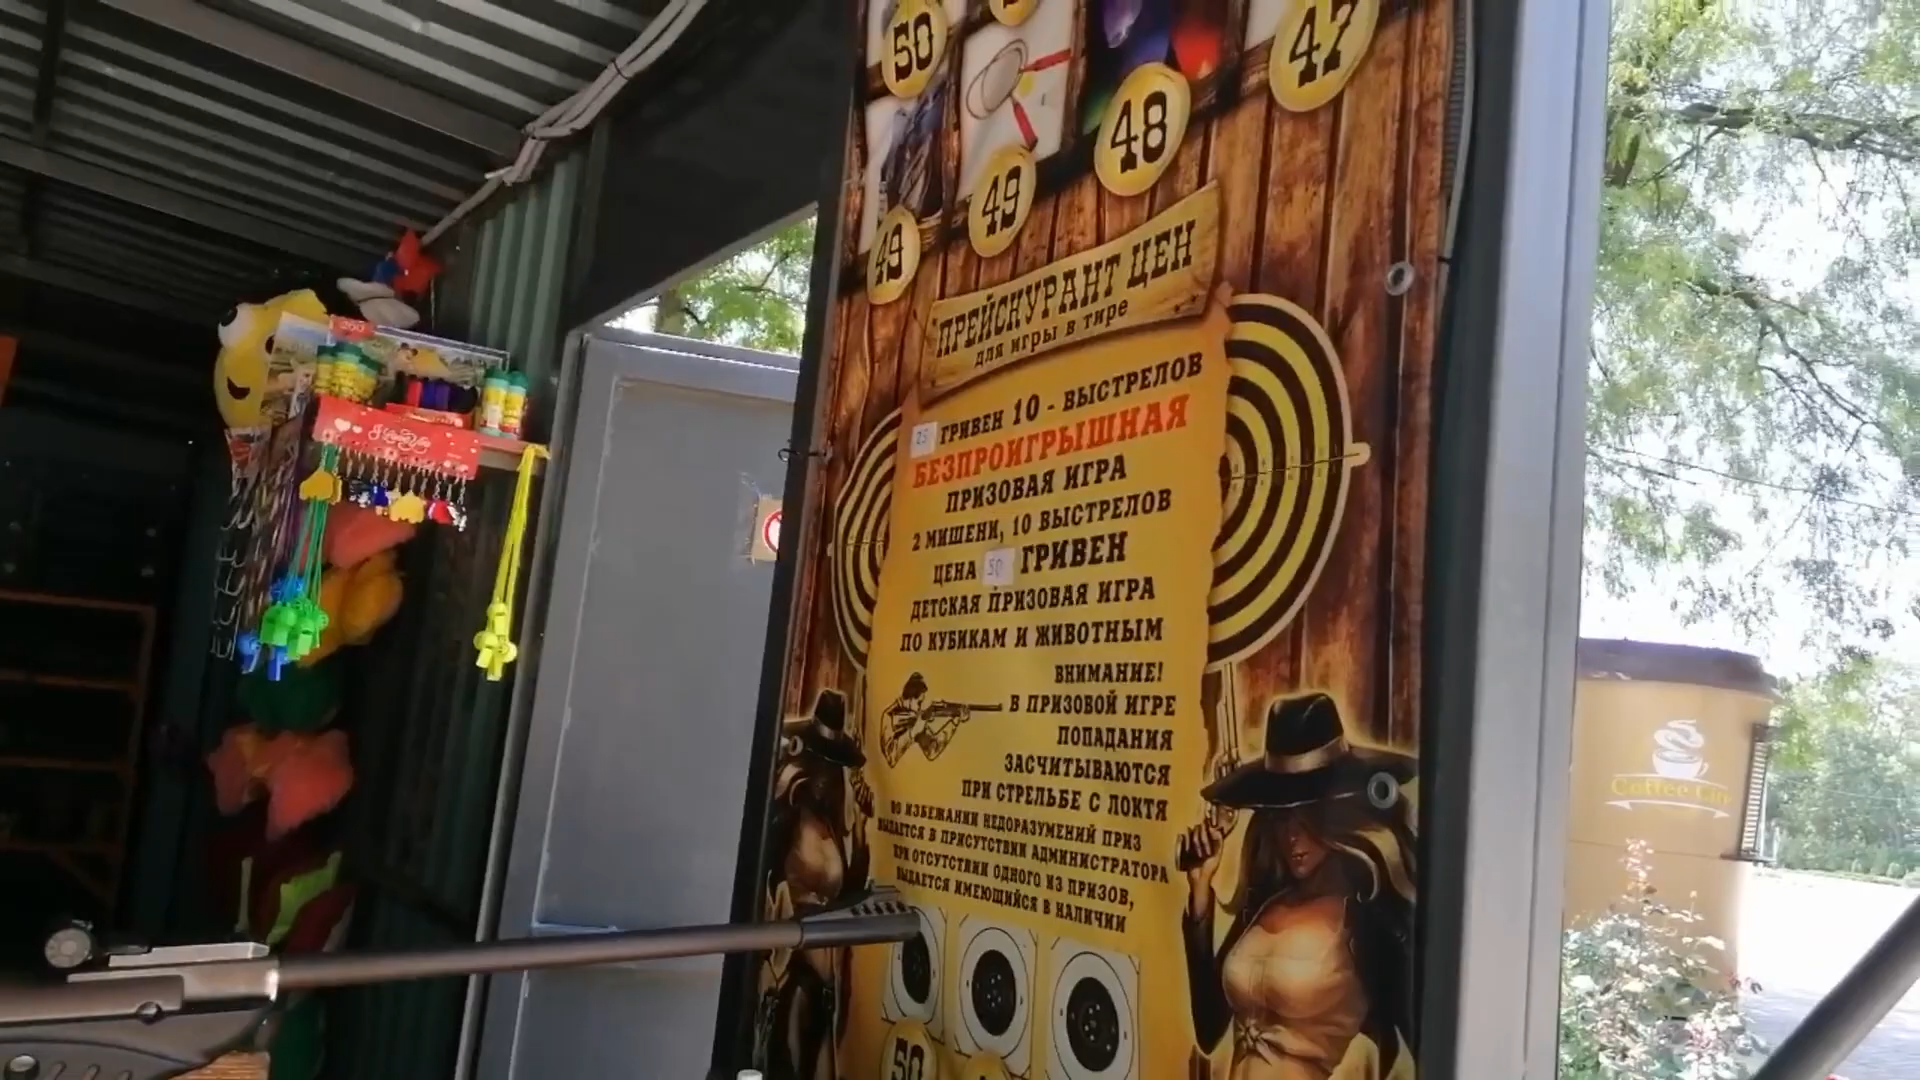 50
47
48
49
49
ПРЕЙСКУРАНТ ЦЕН
для игры в тире
25 ГРИВЕН 10 - ВЫСТРЕЛОВ
БЕЗПРОИГРЫШНАЯ
ПРИЗОВАЯ ИГРА
2 МИШЕНИ, 10 ВЫСТРЕЛОВ
ЦЕНА 50 ГРИВЕН
ДЕТСКАЯ ПРИЗОВАЯ ИГРА
ПО КУБИКАМ И ЖИВОТНЫМ
ВНИМАНИЕ!
В ПРИЗОВОЙ ИГРЕ
ПОПАДАНИЯ
ЗАСЧИТЫВАЮТСЯ
ПРИ СТРЕЛЬБЕ С ЛОКТЯ
ВО ИЗБЕЖАНИИ НЕДОРАЗУМЕНИЙ ПРИЗ
ВЫДАЕТСЯ В ПРИСУТСТВИИ АДМИНИСТРАТОРА
ПРИ ОТСУТСТВИИ ОДНОГО ИЗ ПРИЗОВ,
ВЫДАЕТСЯ ИМЕЮЩИЙСЯ В НАЛИЧИИ
50
Coffee